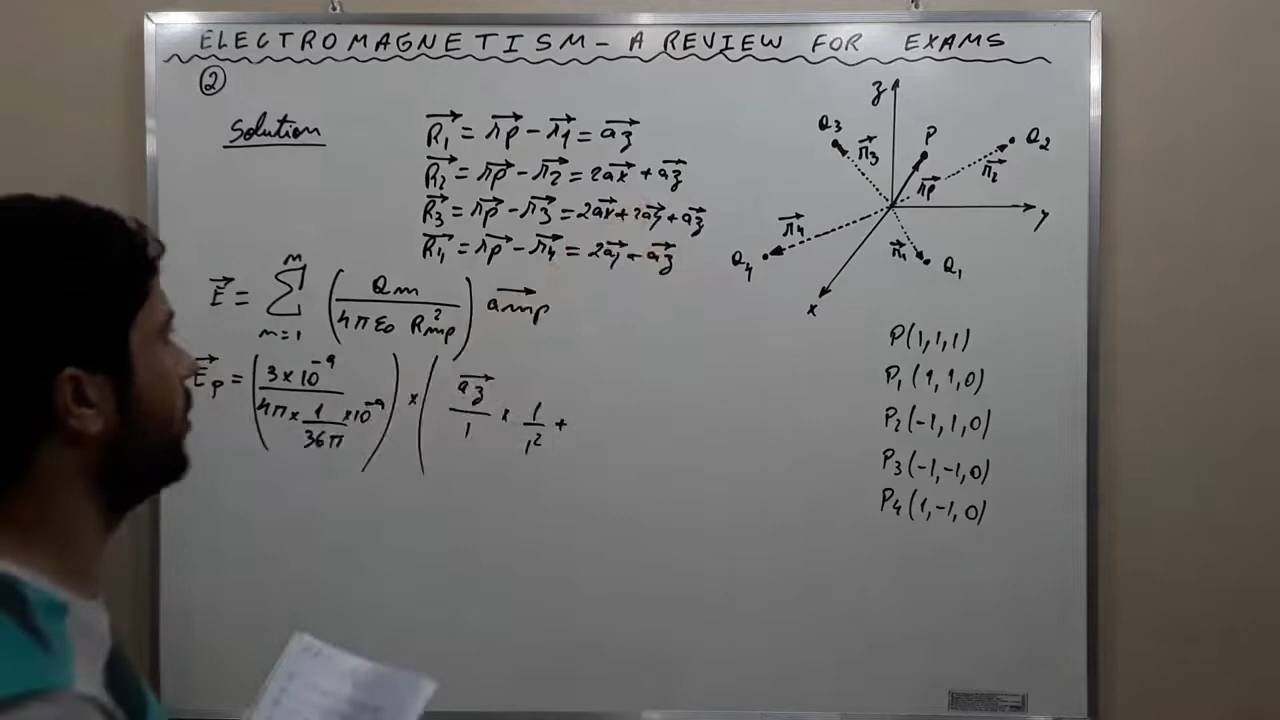 ELECTROMAGNETISM - A REVIEW FOR EXAMS
②
Solution
R₁ = rp - r₁ = az
R₂ = rp - r₂ = 2ax + az
R₃ = rp - r₃ = 2ax + 2ay + az
R₄ = rp - r₄ = 2ay + az
E = Σ m m=1 (Qm / 4πε₀ Rmp²) amp
Ep = (3×10⁻⁹ / 4π × 1/36π × 10⁻⁹) × ( az/1 × 1/1² +
z
Q3
r₃
P
rp
Q2
r₂
y
r₄
Q4
r₁
Q1
x
P(1,1,1)
P₁(1,1,0)
P₂(-1,1,0)
P₃(-1,-1,0)
P₄(1,-1,0)